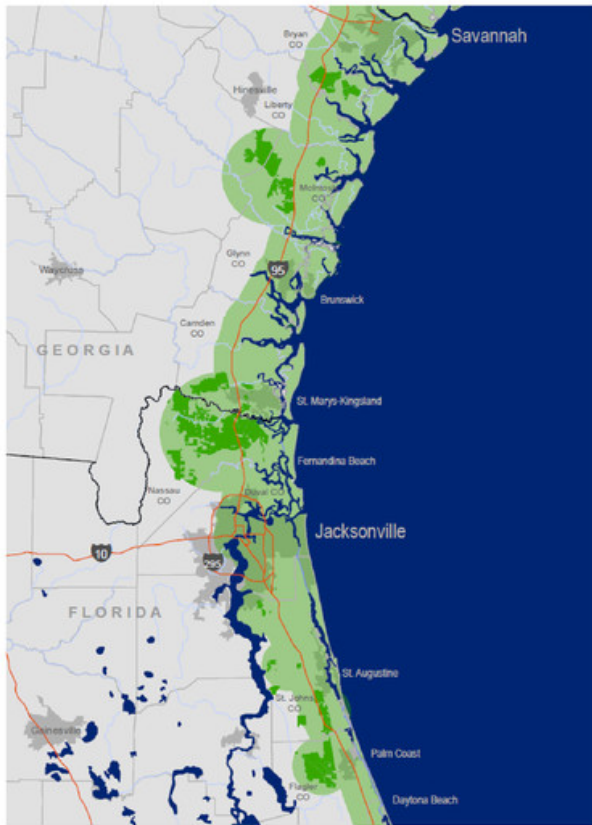 Savannah
Bryan
CO
Hinesville
Liberty
CO
McIntosh
CO
Glynn
CO
95
Waycross
Brunswick
Camden
CO
GEORGIA
St. Marys-Kingsland
Fernandina Beach
Nassau
CO
Duval CO
Jacksonville
10
295
FLORIDA
St. Augustine
St. Johns
CO
Gainesville
Palm Coast
Flagler
CO
Daytona Beach